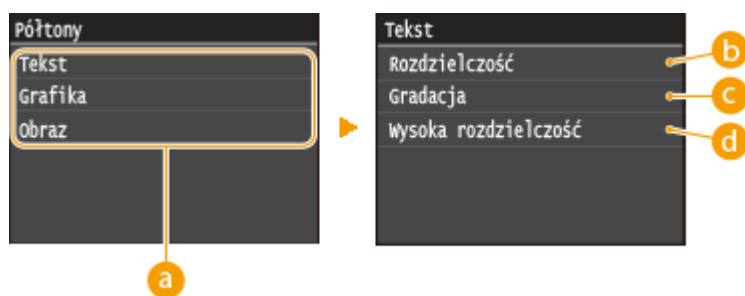 Półtony
Tekst
Grafika
Obraz
a
Tekst
Rozdzielczość
Gradacja
Wysoka rozdzielczość
b
c
d